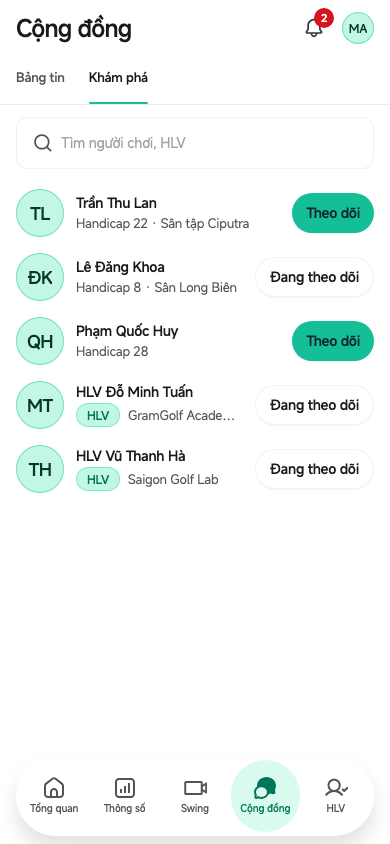 Cộng đồng
2
MA
Bảng tin
Khám phá
Tìm người chơi, HLV
TL
Trần Thu Lan
Handicap 22 · Sân tập Ciputra
Theo dõi
ĐK
Lê Đăng Khoa
Handicap 8 · Sân Long Biên
Đang theo dõi
QH
Phạm Quốc Huy
Handicap 28
Theo dõi
MT
HLV Đỗ Minh Tuấn
HLV GramGolf Acade...
Đang theo dõi
TH
HLV Vũ Thanh Hà
HLV Saigon Golf Lab
Đang theo dõi
Tổng quan
Thông số
Swing
Cộng đồng
HLV